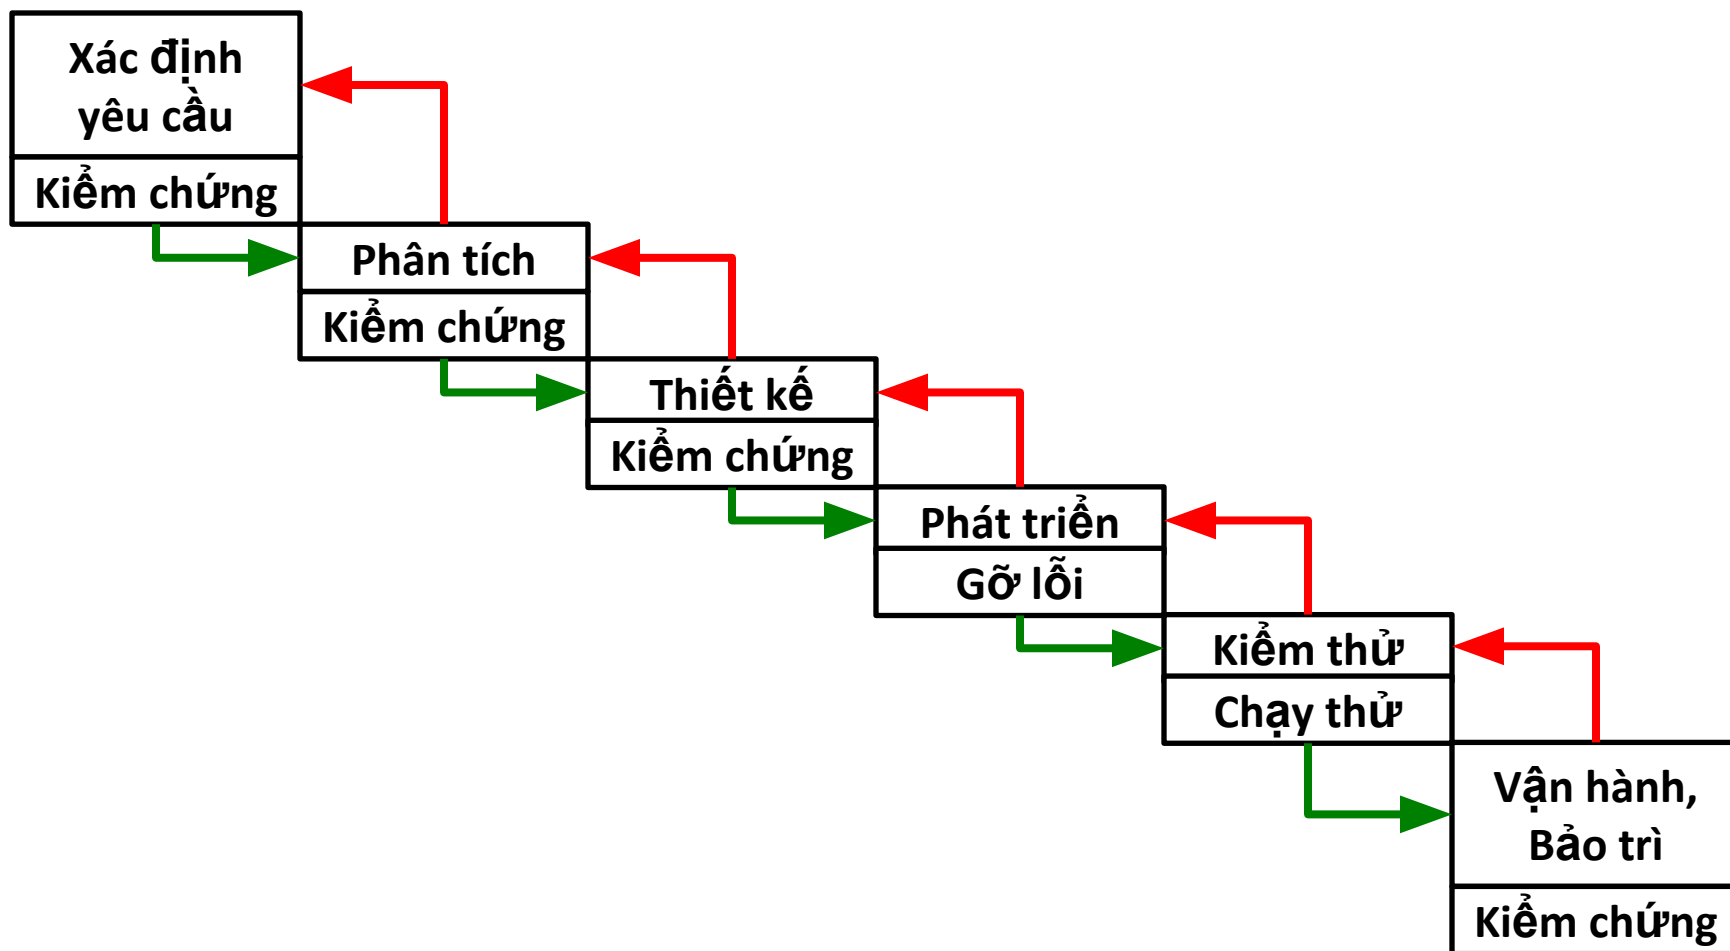 Xác định
yêu cầu
Kiểm chứng
Phân tích
Kiểm chứng
Thiết kế
Kiểm chứng
Phát triển
Gỡ lỗi
Kiểm thử
Chạy thử
Vận hành,
Bảo trì
Kiểm chứng